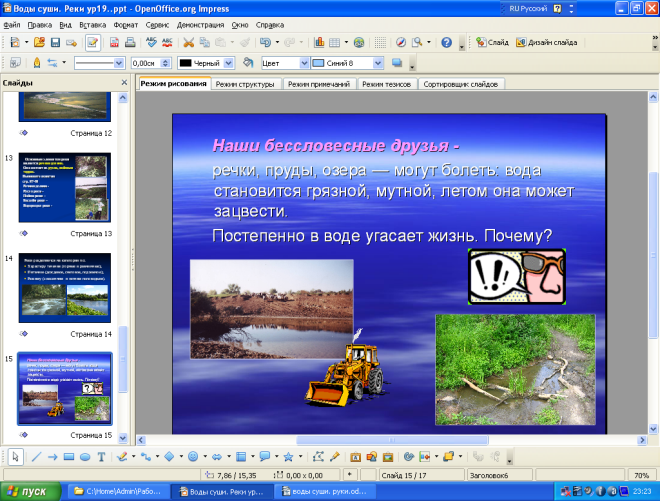 Воды суши. Реки ур19..ppt - OpenOffice.org Impress
RU Русский
Файл Правка Вид Вставка Формат Сервис Демонстрация Окно Справка
Слайд Дизайн слайда
0,00см Черный Цвет Синий 8
Слайды
Режим рисования Режим структуры Режим примечаний Режим тезисов Сортировщик слайдов
Страница 12
13
Страница 13
14
Страница 14
15
Страница 15
Наши бессловесные друзья -
речки, пруды, озера — могут болеть: вода
становится грязной, мутной, летом она может
зацвести.
Постепенно в воде угасает жизнь. Почему?
!!)
7,86 / 15,35 0,00 x 0,00 * Слайд 15 / 17 Заголовок6 70%
пуск C:\Home\Admin\Рабо... Воды суши. Реки ур... воды суши. руки.od... 23:23